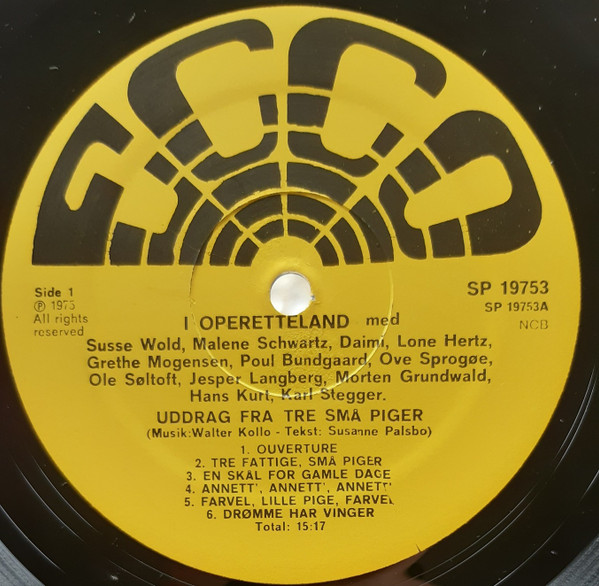 ECCO
Side 1
SP 19753
℗ 1975
SP 19753A
All rights
reserved
NCB
I OPERETTELAND med
Susse Wold, Malene Schwartz, Daimi, Lone Hertz,
Grethe Mogensen, Poul Bundgaard, Ove Sprogøe,
Ole Søltoft, Jesper Langberg, Morten Grundwald,
Hans Kurt, Karl Stegger.
UDDRAG FRA TRE SMÅ PIGER
(Musik:Walter Kollo - Tekst: Susanne Palsbo)
1. OUVERTURE
2. TRE FATTIGE, SMÅ PIGER
3. EN SKÅL FOR GAMLE DAGE
4. ANNETT', ANNETT', ANNETT'
5. FARVEL, LILLE PIGE, FARVEL
6. DRØMME HAR VINGER
Total: 15:17